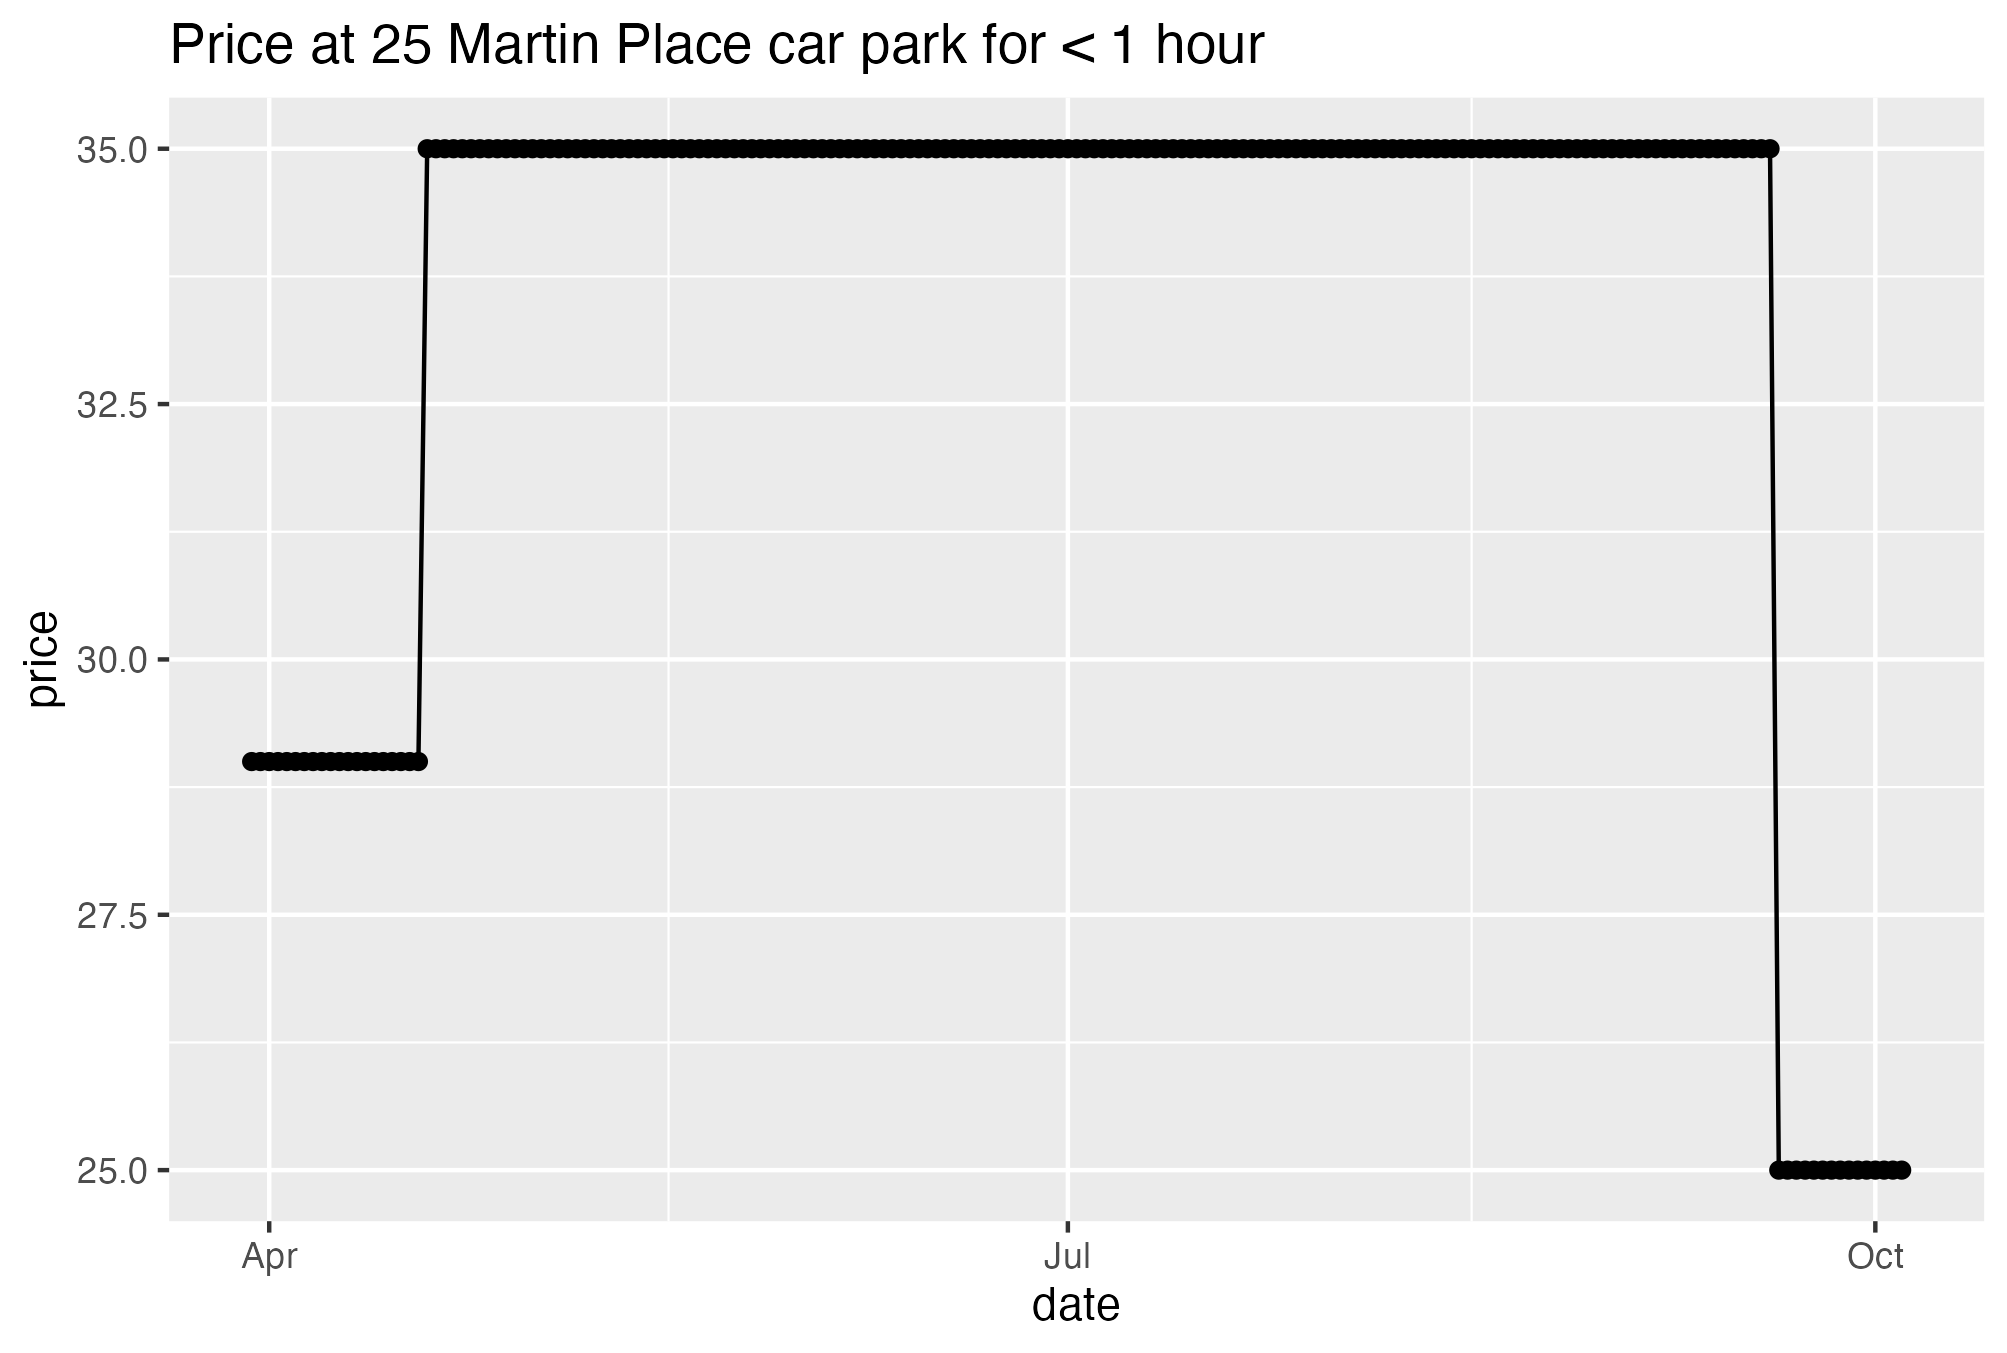 Price at 25 Martin Place car park for < 1 hour
35.0
32.5
30.0
27.5
25.0
price
Apr
Jul
Oct
date